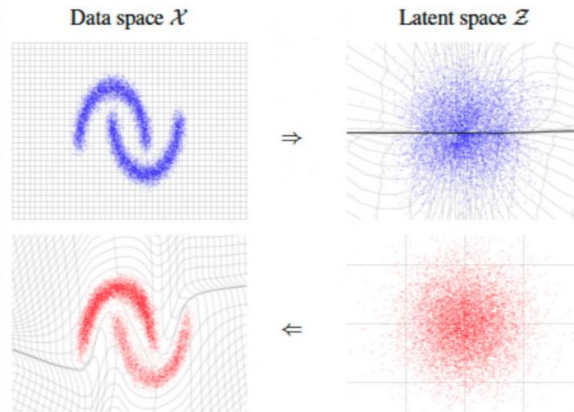 Data space 𝒳
Latent space 𝒵
⇒
⇐